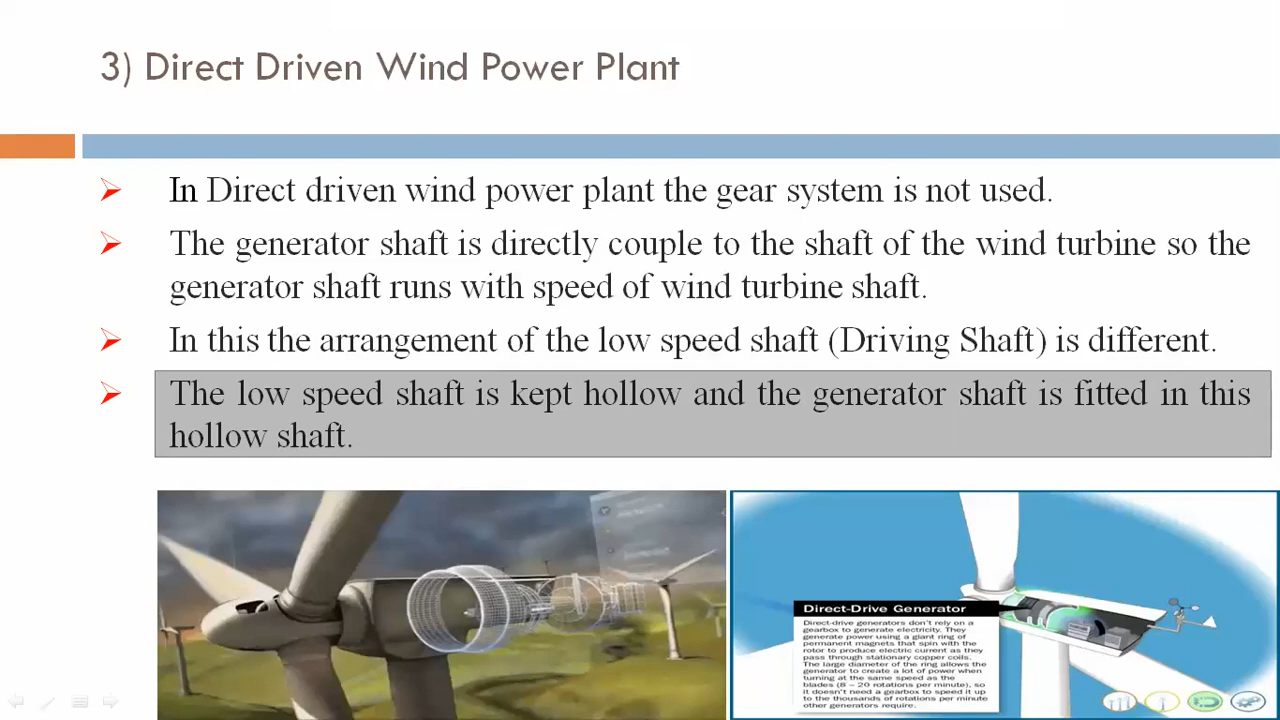 3) Direct Driven Wind Power Plant
In Direct driven wind power plant the gear system is not used.
The generator shaft is directly couple to the shaft of the wind turbine so the
generator shaft runs with speed of wind turbine shaft.
In this the arrangement of the low speed shaft (Driving Shaft) is different.
The low speed shaft is kept hollow and the generator shaft is fitted in this
hollow shaft.
Direct-Drive Generator
Direct-drive generators don't rely on a
gearbox to generate electricity. They
generate power using a giant ring of
permanent magnets that spin with the
rotor to produce electric current as they
pass through stationary copper coils.
The large diameter of the ring allows the
generator to create a lot of power when
turning at the same speed as the
blades (8 – 20 rotations per minute), so
it doesn't need a gearbox to speed it up
to the thousands of rotations per minute
other generators require.